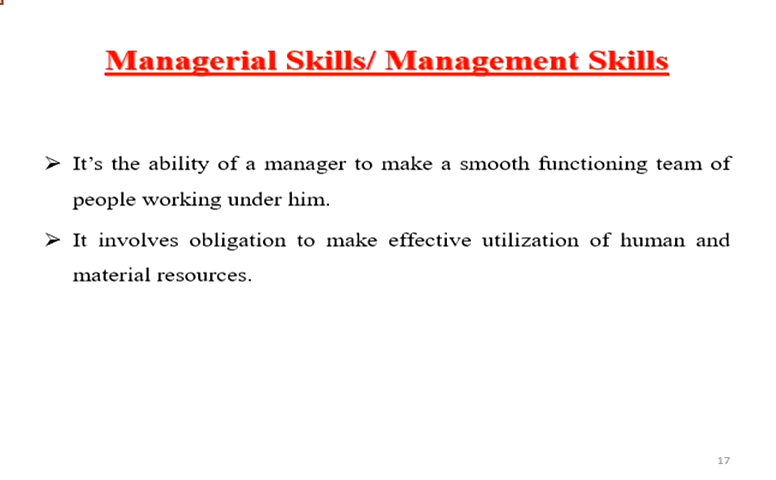 Managerial Skills/ Management Skills
➢ It’s the ability of a manager to make a smooth functioning team of
people working under him.
➢ It involves obligation to make effective utilization of human and
material resources.
17